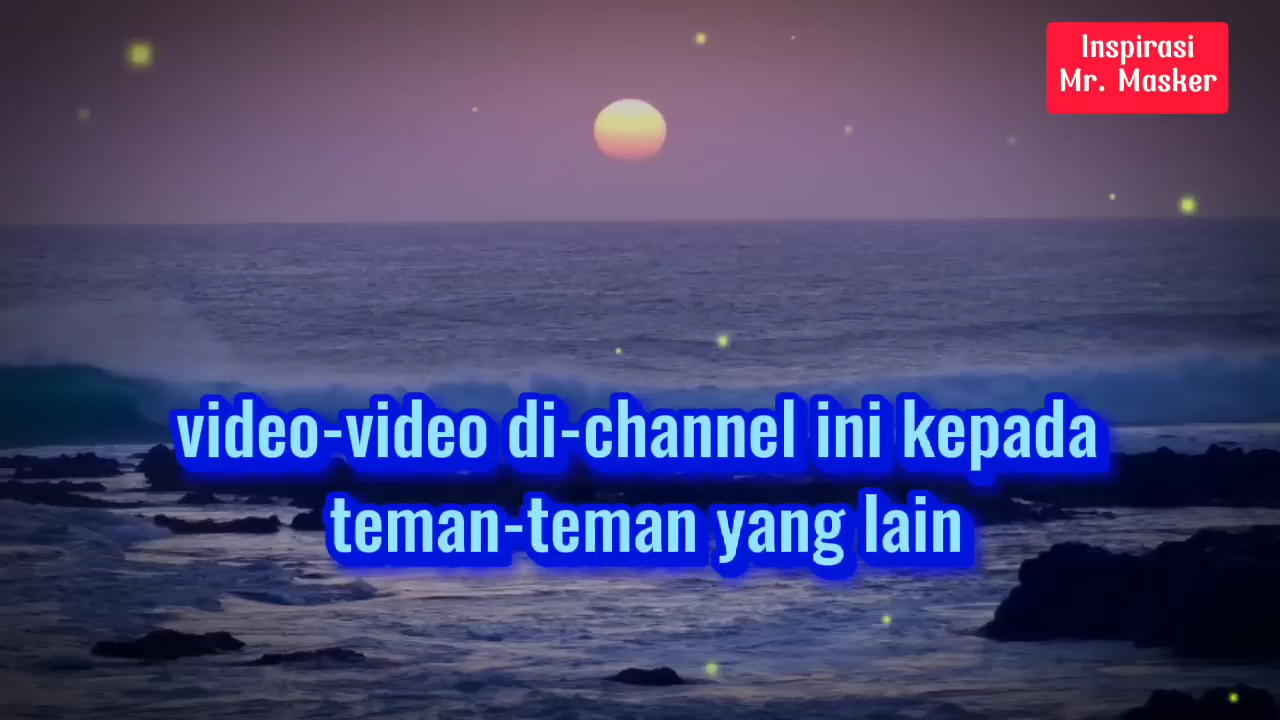 Inspirasi
Mr. Masker
video-video di-channel ini kepada
teman-teman yang lain